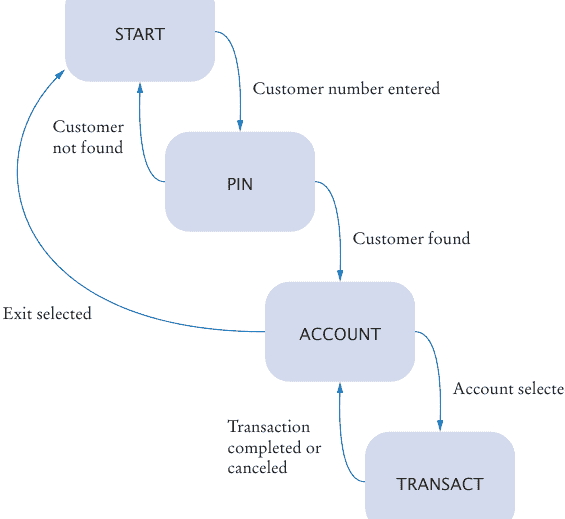 START
Customer number entered
Customer
not found
PIN
Customer found
Exit selected
ACCOUNT
Account selecte
Transaction
completed or
canceled
TRANSACT